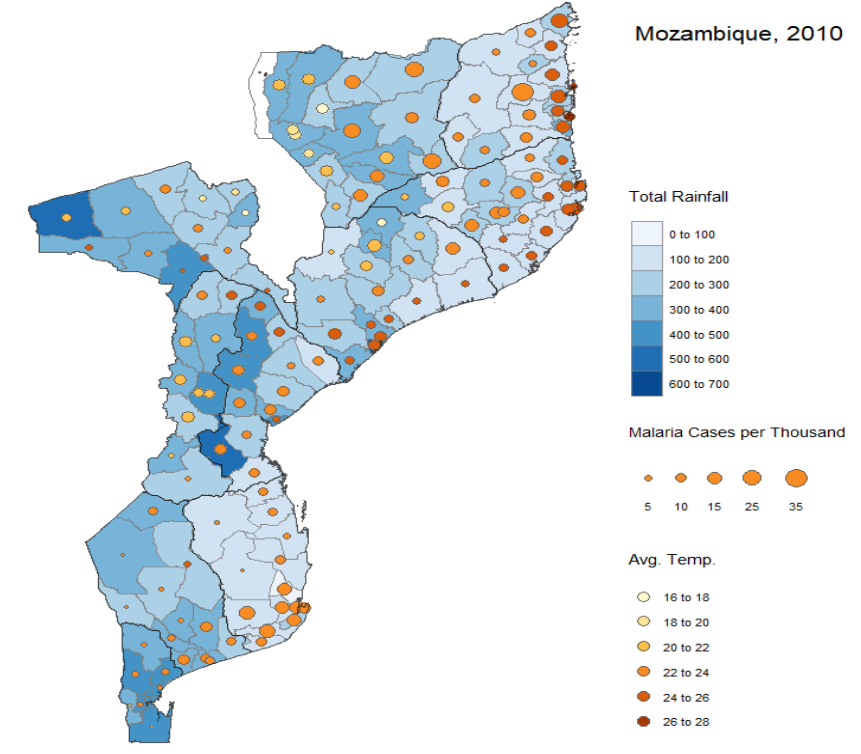 Mozambique, 2010
Total Rainfall
0 to 100
100 to 200
200 to 300
300 to 400
400 to 500
500 to 600
600 to 700
Malaria Cases per Thousand
5 10 15 25 35
Avg. Temp.
16 to 18
18 to 20
20 to 22
22 to 24
24 to 26
26 to 28